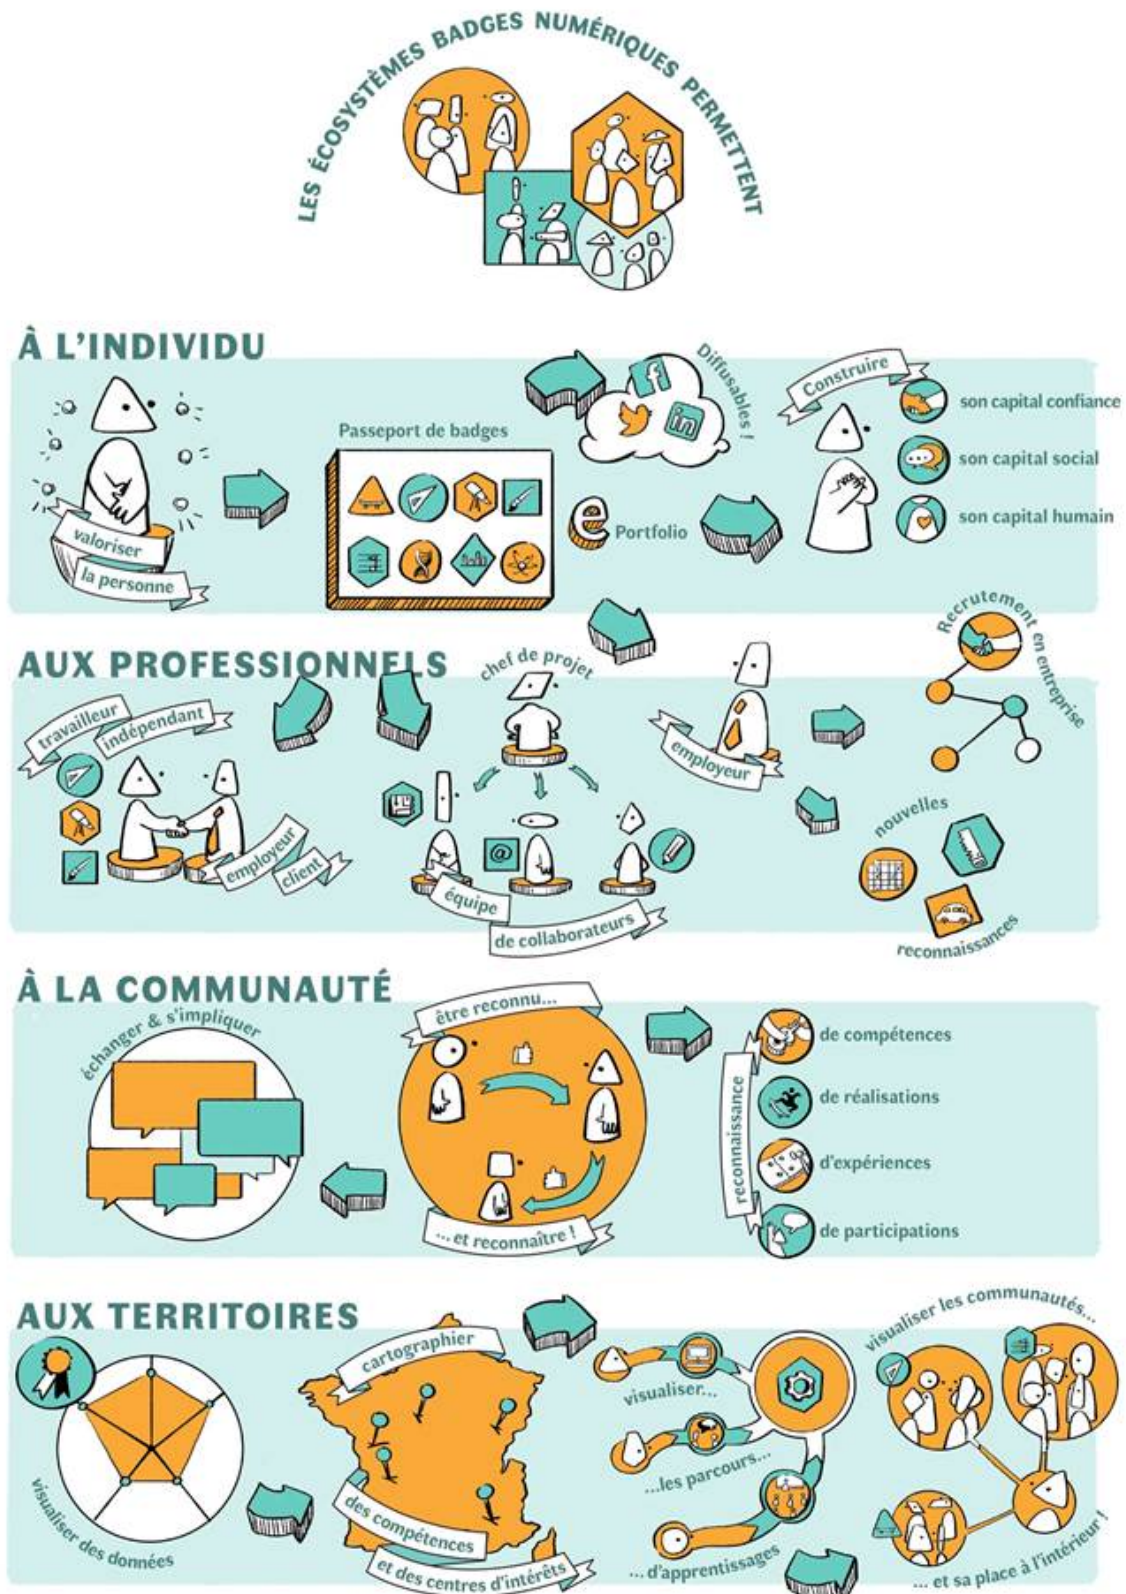 LES ÉCOSYSTÈMES BADGES NUMÉRIQUES PERMETTENT
À L'INDIVIDU
valoriser
la personne
Passeport de badges
Diffusables !
e Portfolio
Construire
son capital confiance
son capital social
son capital humain
AUX PROFESSIONNELS
travailleur
indépendant
employeur
client
chef de projet
@
équipe
de collaborateurs
employeur
Recrutement en entreprise
nouvelles
reconnaissances
À LA COMMUNAUTÉ
échanger & s'impliquer
être reconnu...
... et reconnaître !
reconnaissance
de compétences
de réalisations
d'expériences
de participations
AUX TERRITOIRES
visualiser des données
cartographier
des compétences
et des centres d'intérêts
visualiser...
...les parcours...
... d'apprentissages
visualiser les communautés...
... et sa place à l'intérieur !